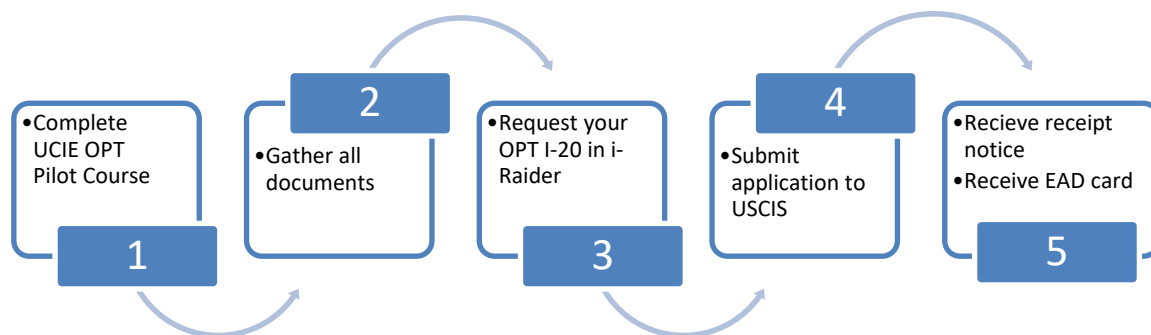 •Complete
UCIE OPT
Pilot Course
1
2
•Gather all
documents
•Request your
OPT I-20 in i-
Raider
3
4
•Submit
application to
USCIS
•Recieve receipt
notice
•Receive EAD card
5